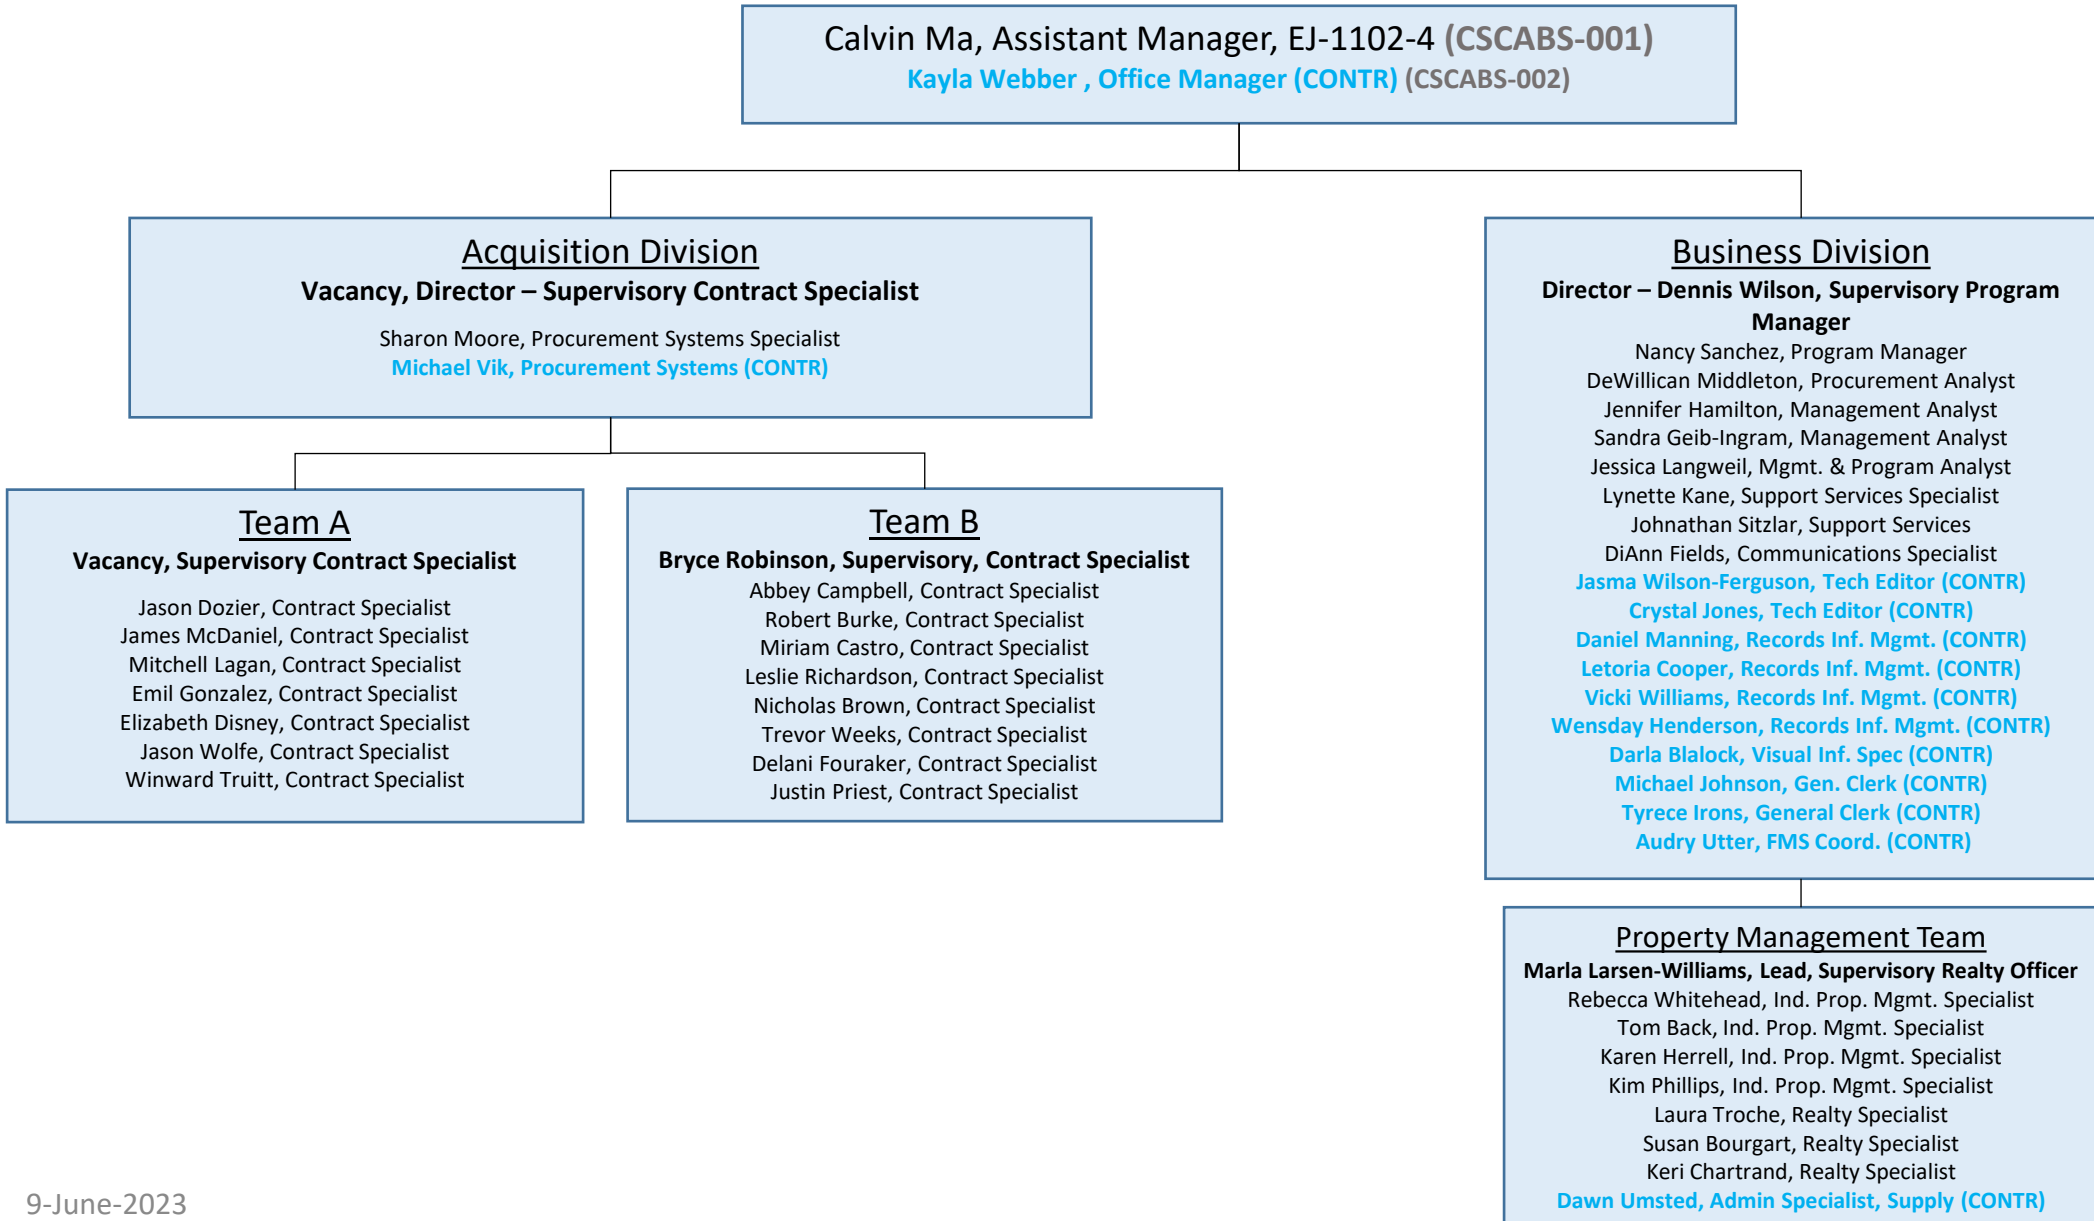 Calvin Ma, Assistant Manager, EJ-1102-4 (CSCABS-001)
Kayla Webber , Office Manager (CONTR) (CSCABS-002)
Acquisition Division
Vacancy, Director – Supervisory Contract Specialist
Sharon Moore, Procurement Systems Specialist
Michael Vik, Procurement Systems (CONTR)
Team A
Vacancy, Supervisory Contract Specialist
Jason Dozier, Contract Specialist
James McDaniel, Contract Specialist
Mitchell Lagan, Contract Specialist
Emil Gonzalez, Contract Specialist
Elizabeth Disney, Contract Specialist
Jason Wolfe, Contract Specialist
Winward Truitt, Contract Specialist
Team B
Bryce Robinson, Supervisory, Contract Specialist
Abbey Campbell, Contract Specialist
Robert Burke, Contract Specialist
Miriam Castro, Contract Specialist
Leslie Richardson, Contract Specialist
Nicholas Brown, Contract Specialist
Trevor Weeks, Contract Specialist
Delani Fouraker, Contract Specialist
Justin Priest, Contract Specialist
Business Division
Director – Dennis Wilson, Supervisory Program
Manager
Nancy Sanchez, Program Manager
DeWillican Middleton, Procurement Analyst
Jennifer Hamilton, Management Analyst
Sandra Geib-Ingram, Management Analyst
Jessica Langweil, Mgmt. & Program Analyst
Lynette Kane, Support Services Specialist
Johnathan Sitzlar, Support Services
DiAnn Fields, Communications Specialist
Jasma Wilson-Ferguson, Tech Editor (CONTR)
Crystal Jones, Tech Editor (CONTR)
Daniel Manning, Records Inf. Mgmt. (CONTR)
Letoria Cooper, Records Inf. Mgmt. (CONTR)
Vicki Williams, Records Inf. Mgmt. (CONTR)
Wensday Henderson, Records Inf. Mgmt. (CONTR)
Darla Blalock, Visual Inf. Spec (CONTR)
Michael Johnson, Gen. Clerk (CONTR)
Tyrece Irons, General Clerk (CONTR)
Audry Utter, FMS Coord. (CONTR)
Property Management Team
Marla Larsen-Williams, Lead, Supervisory Realty Officer
Rebecca Whitehead, Ind. Prop. Mgmt. Specialist
Tom Back, Ind. Prop. Mgmt. Specialist
Karen Herrell, Ind. Prop. Mgmt. Specialist
Kim Phillips, Ind. Prop. Mgmt. Specialist
Laura Troche, Realty Specialist
Susan Bourgart, Realty Specialist
Keri Chartrand, Realty Specialist
Dawn Umsted, Admin Specialist, Supply (CONTR)
9-June-2023